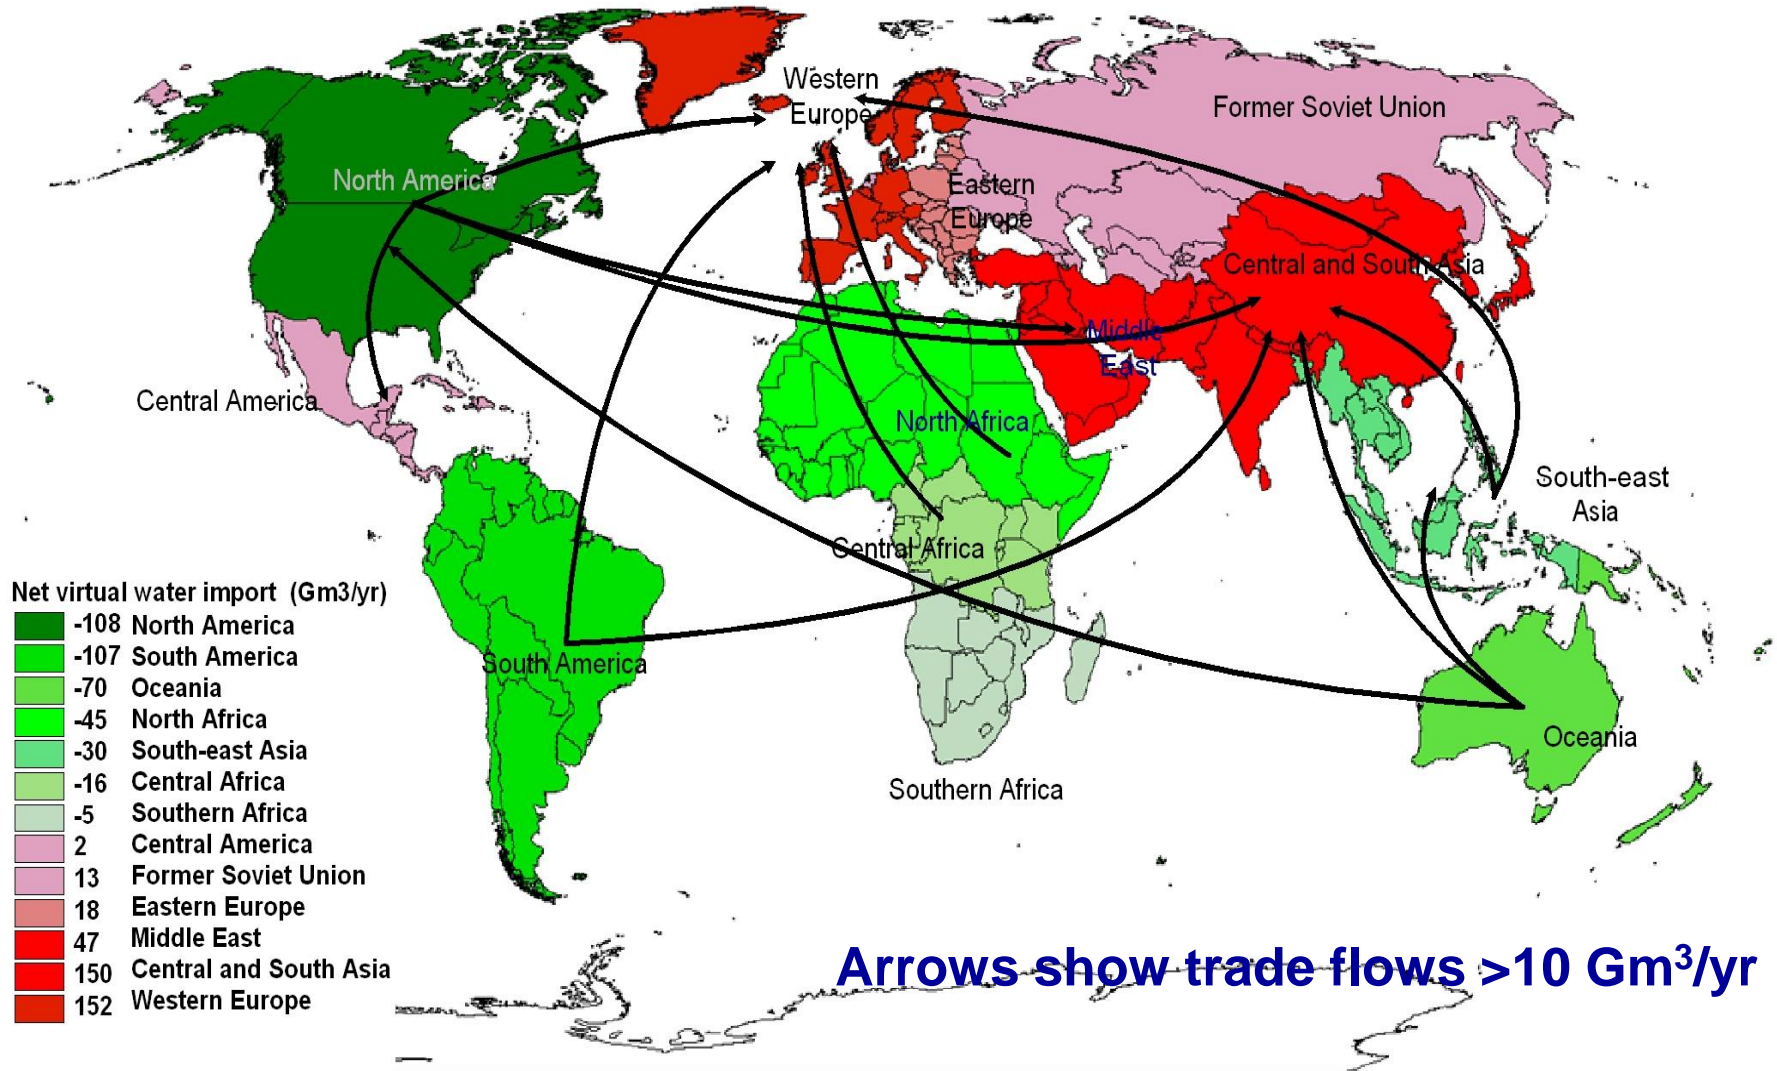 Western
Europe
Former Soviet Union
North America
Eastern
Europe
Central and South Asia
Middle
East
Central America
North Africa
South-east
Asia
Central Africa
South America
Oceania
Southern Africa
Net virtual water import (Gm3/yr)
-108 North America
-107 South America
-70 Oceania
-45 North Africa
-30 South-east Asia
-16 Central Africa
-5 Southern Africa
2 Central America
13 Former Soviet Union
18 Eastern Europe
47 Middle East
150 Central and South Asia
152 Western Europe
Arrows show trade flows >10 Gm³/yr